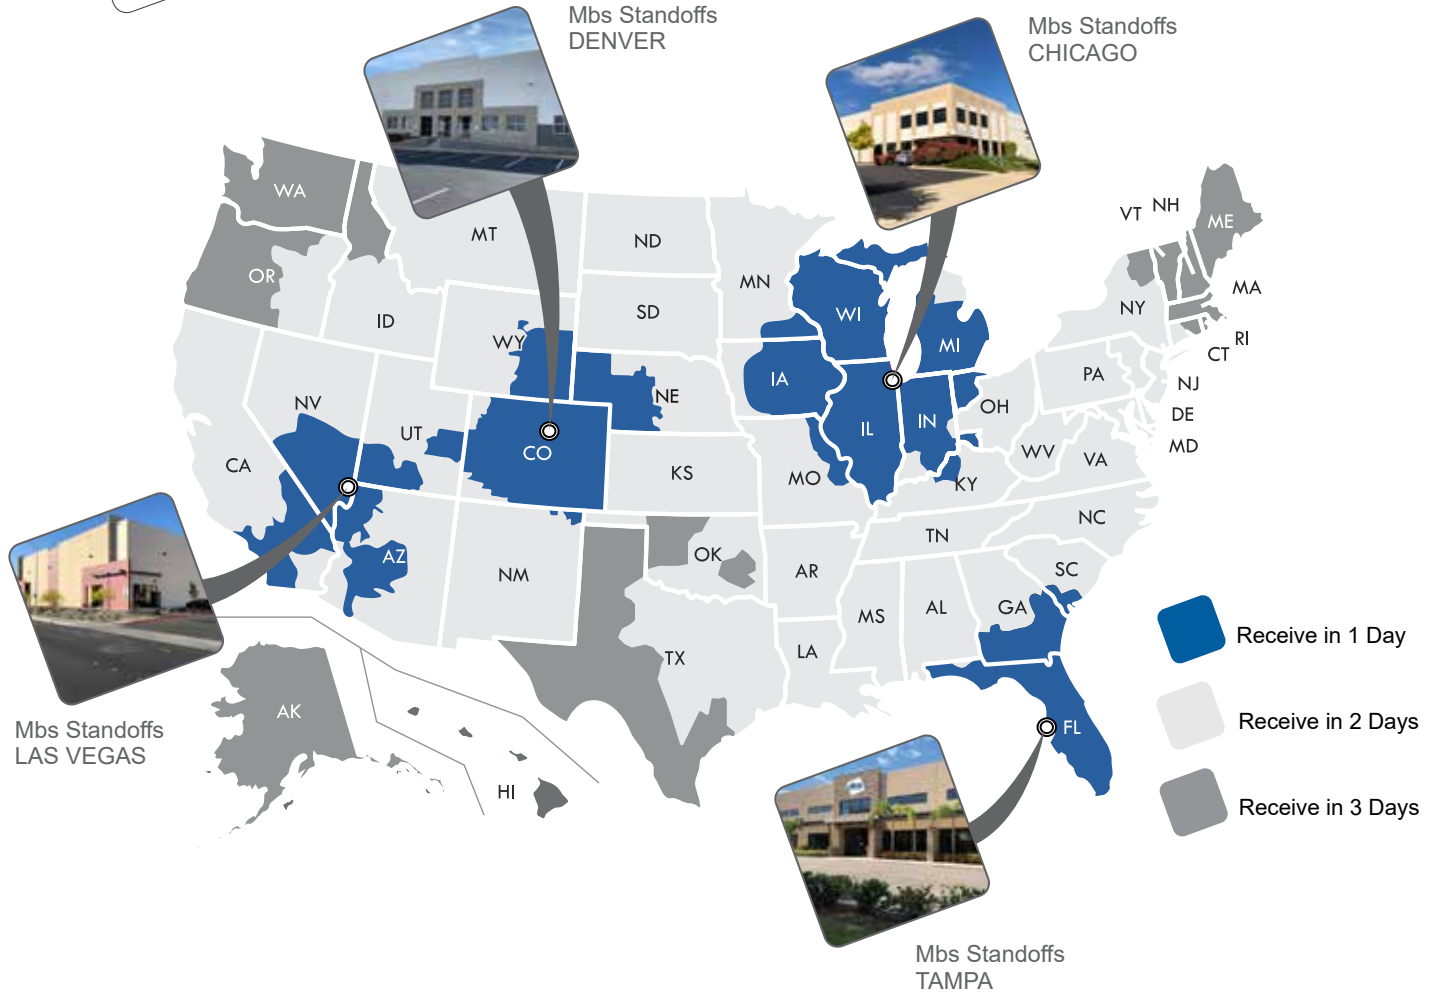 Mbs Standoffs
DENVER
Mbs Standoffs
CHICAGO
WA
MT
ND
MN
OR
ID
WY
SD
WI
MI
NY
VT
NH
ME
MA
RI
CT
NJ
DE
MD
PA
OH
IN
IL
IA
NE
NV
UT
CO
CA
KS
MO
KY
WV
VA
NC
TN
AZ
NM
OK
AR
SC
GA
AL
MS
LA
TX
FL
AK
HI
Mbs Standoffs
LAS VEGAS
Mbs Standoffs
TAMPA
Receive in 1 Day
Receive in 2 Days
Receive in 3 Days